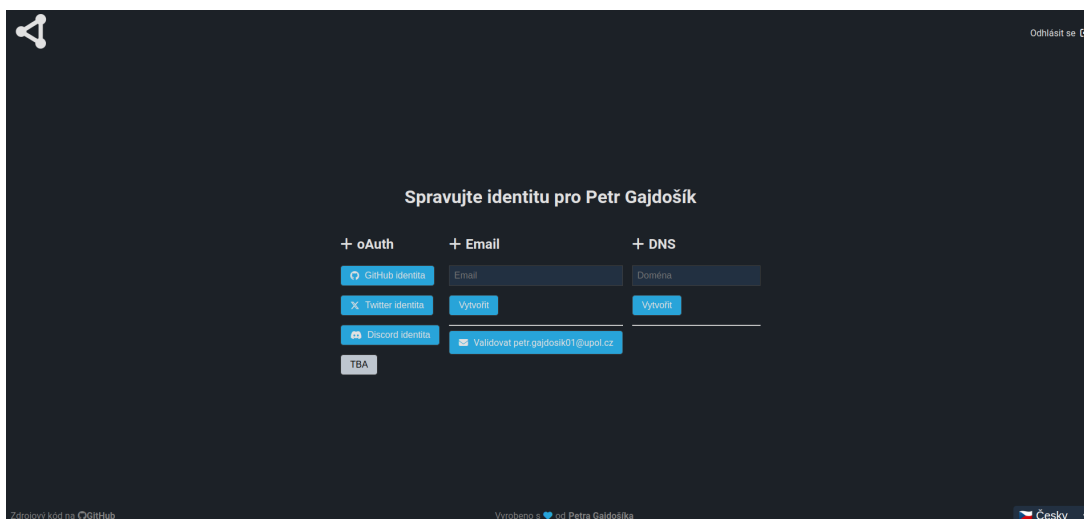 Odhlásit se
Spravujte identitu pro Petr Gajdošík
oAuth
GitHub identita
Twitter identita
Discord identita
TBA
Email
Email
Vytvořit
Validovat petr.gajdosik01@upol.cz
DNS
Doména
Vytvořit
Zdrojový kód na GitHub
Vyrobeno s od Petra Gajdošíka
Česky